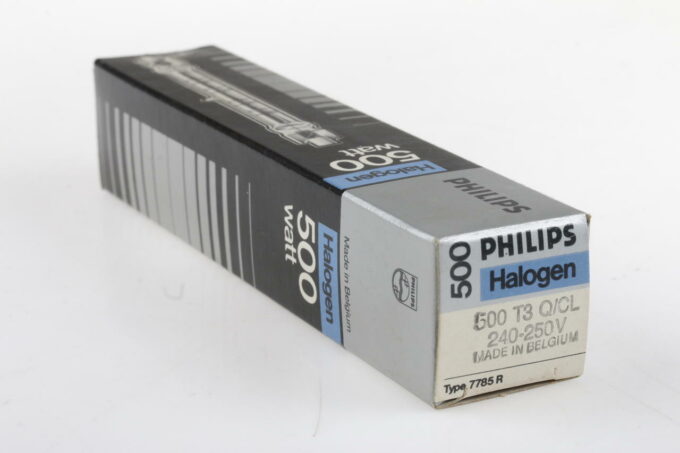 500
watt
Halogen
PHILIPS
500
watt
Halogen
Made in Belgium
PHILIPS
500
PHILIPS
Halogen
500 T3 Q/CL
240-250V
MADE IN BELGIUM
Type 7785 R